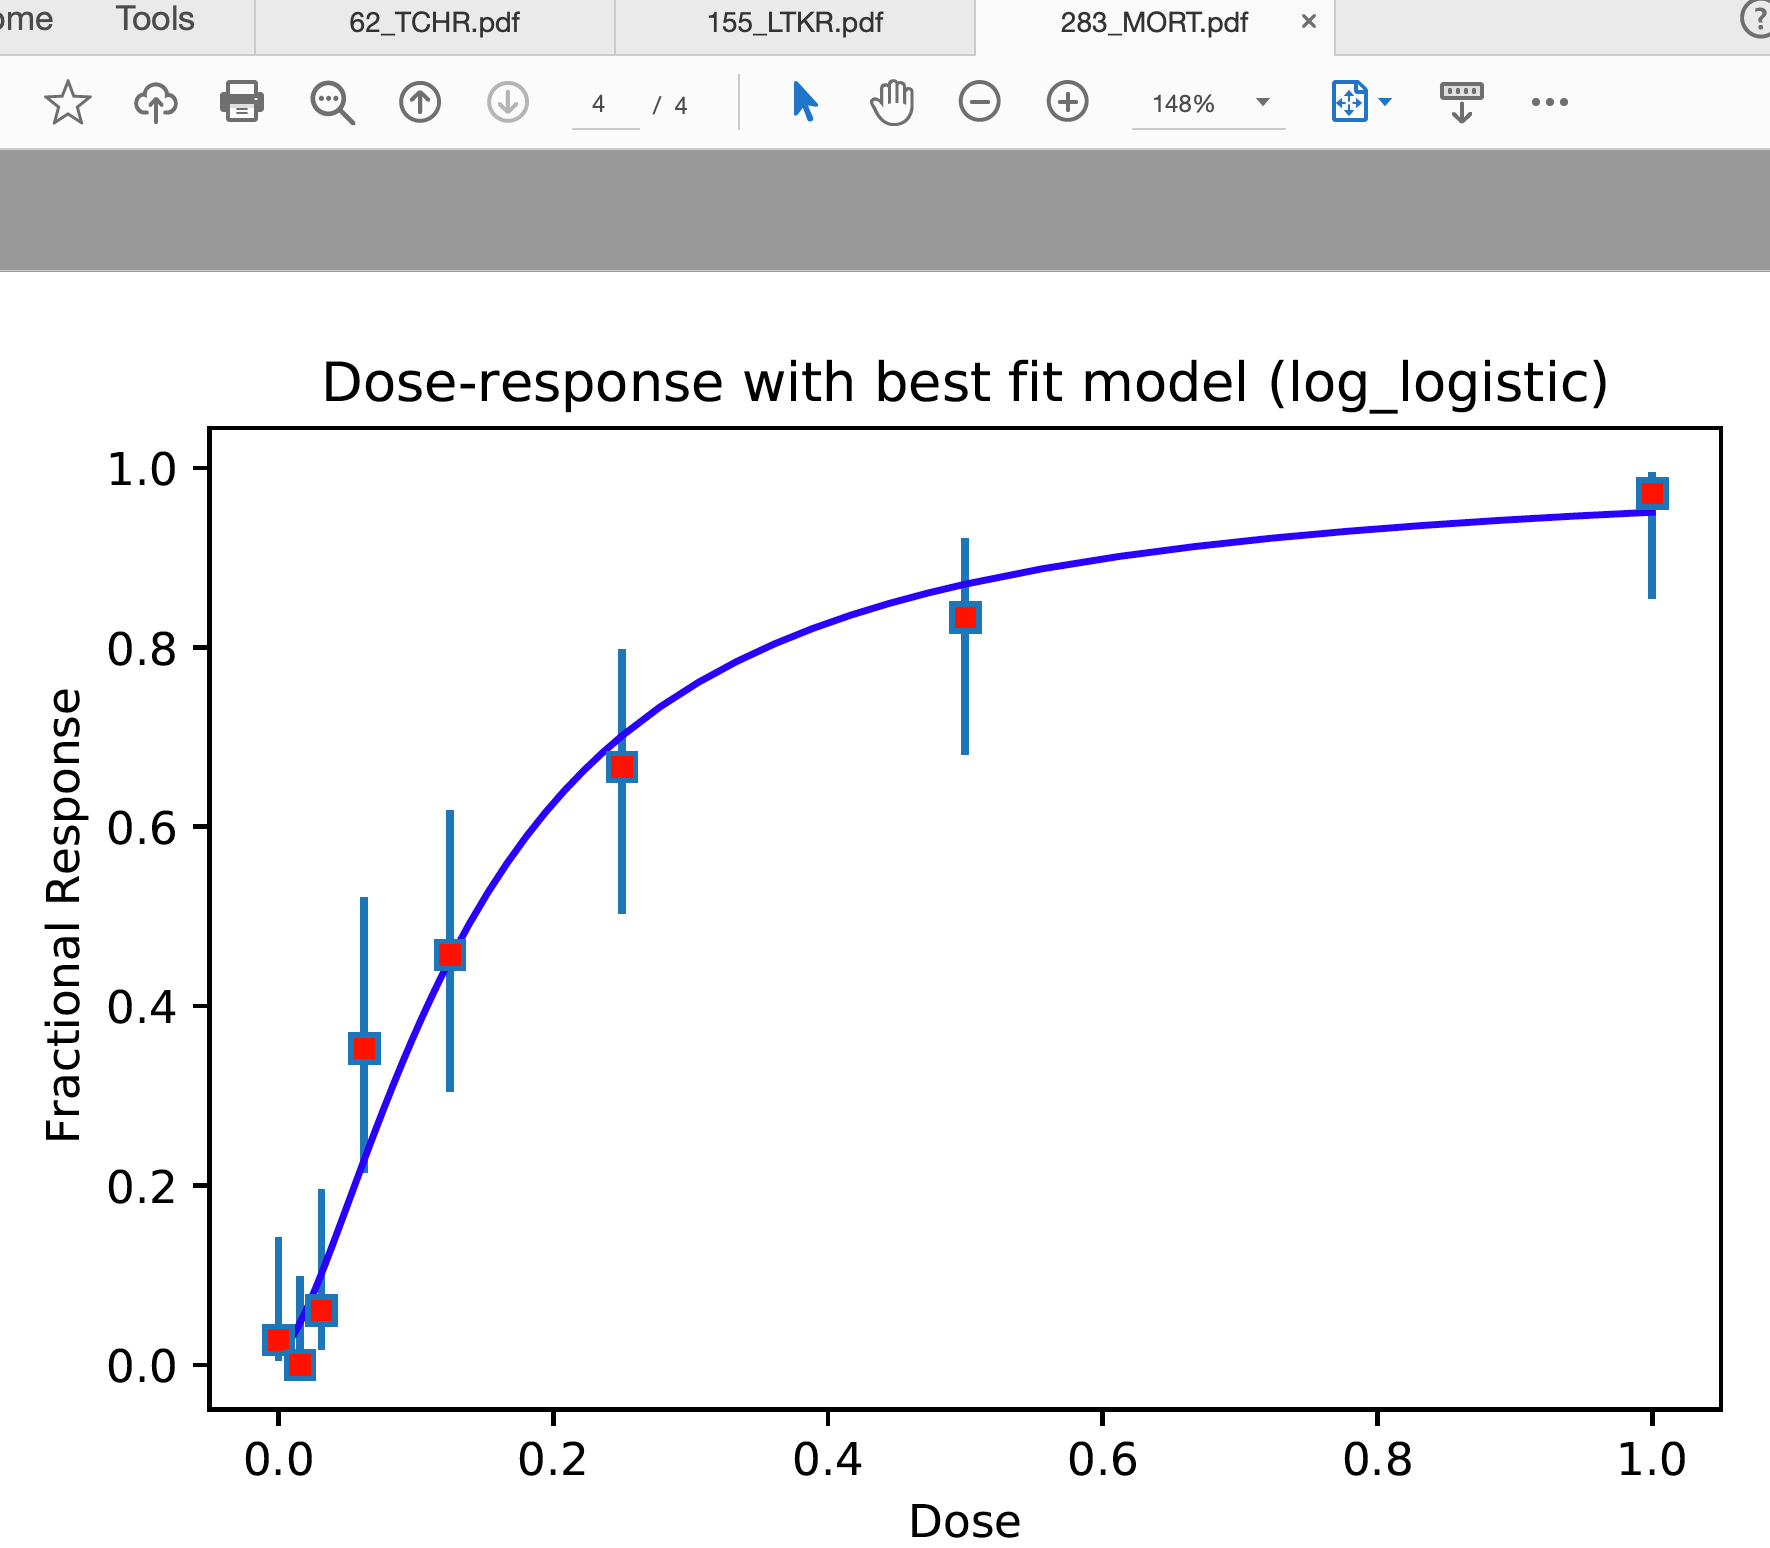 ome Tools 62_TCHR.pdf 155_LTKR.pdf 283_MORT.pdf × ?
4 / 4 148%
Dose-response with best fit model (log_logistic)
1.0
0.8
0.6
0.4
0.2
0.0
Fractional Response
0.0 0.2 0.4 0.6 0.8 1.0
Dose